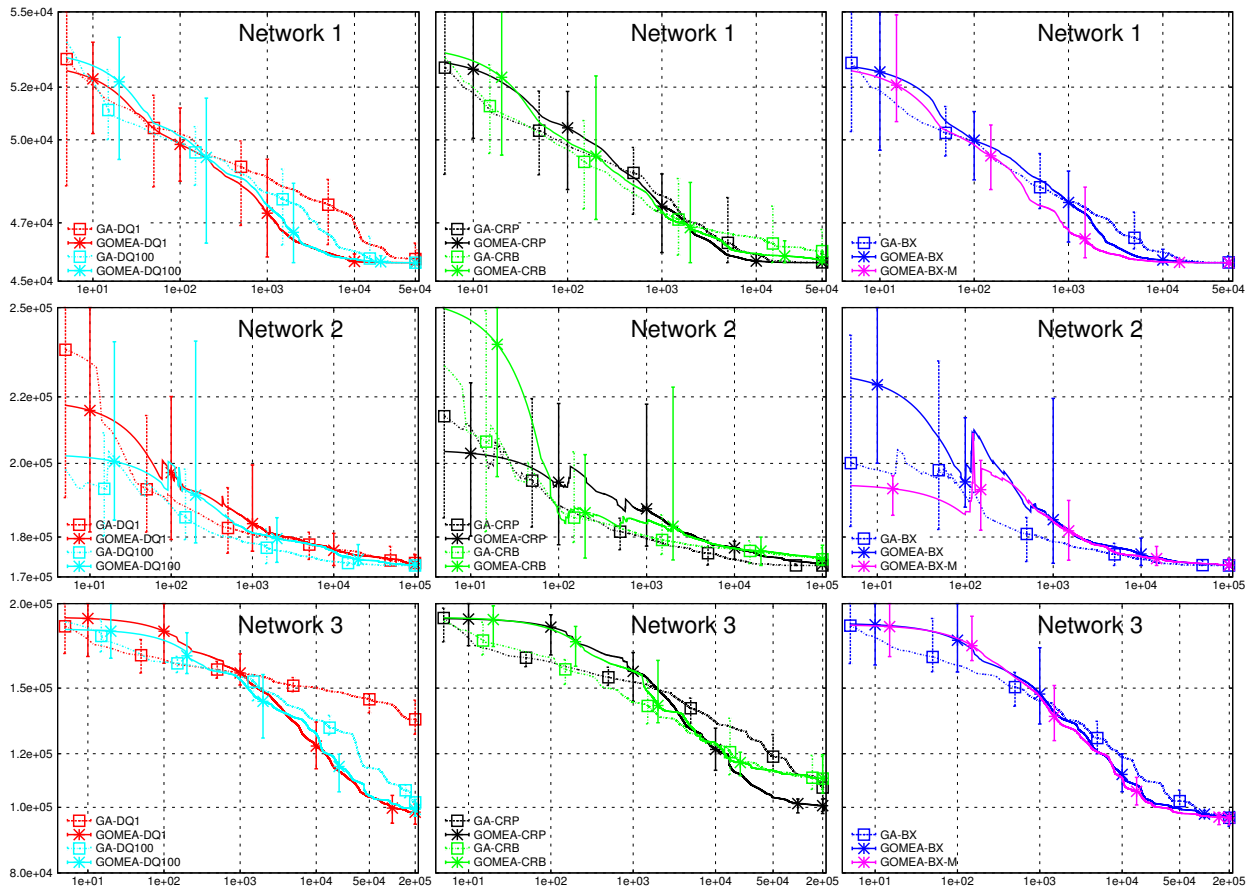 Network 1
5.5e+04
5.2e+04
5.0e+04
4.7e+04
4.5e+04
GA-DQ1
GOMEA-DQ1
GA-DQ100
GOMEA-DQ100
1e+01 1e+02 1e+03 1e+04 5e+04
Network 1
GA-CRP
GOMEA-CRP
GA-CRB
GOMEA-CRB
1e+01 1e+02 1e+03 1e+04 5e+04
Network 1
GA-BX
GOMEA-BX
GOMEA-BX-M
1e+01 1e+02 1e+03 1e+04 5e+04
Network 2
2.5e+05
2.2e+05
2.0e+05
1.8e+05
1.7e+05
GA-DQ1
GOMEA-DQ1
GA-DQ100
GOMEA-DQ100
1e+01 1e+02 1e+03 1e+04 1e+05
Network 2
GA-CRP
GOMEA-CRP
GA-CRB
GOMEA-CRB
1e+01 1e+02 1e+03 1e+04 1e+05
Network 2
GA-BX
GOMEA-BX
GOMEA-BX-M
1e+01 1e+02 1e+03 1e+04 1e+05
Network 3
2.0e+05
1.5e+05
1.2e+05
1.0e+05
8.0e+04
GA-DQ1
GOMEA-DQ1
GA-DQ100
GOMEA-DQ100
1e+01 1e+02 1e+03 1e+04 5e+04 2e+05
Network 3
GA-CRP
GOMEA-CRP
GA-CRB
GOMEA-CRB
1e+01 1e+02 1e+03 1e+04 5e+04 2e+05
Network 3
GA-BX
GOMEA-BX
GOMEA-BX-M
1e+01 1e+02 1e+03 1e+04 5e+04 2e+05